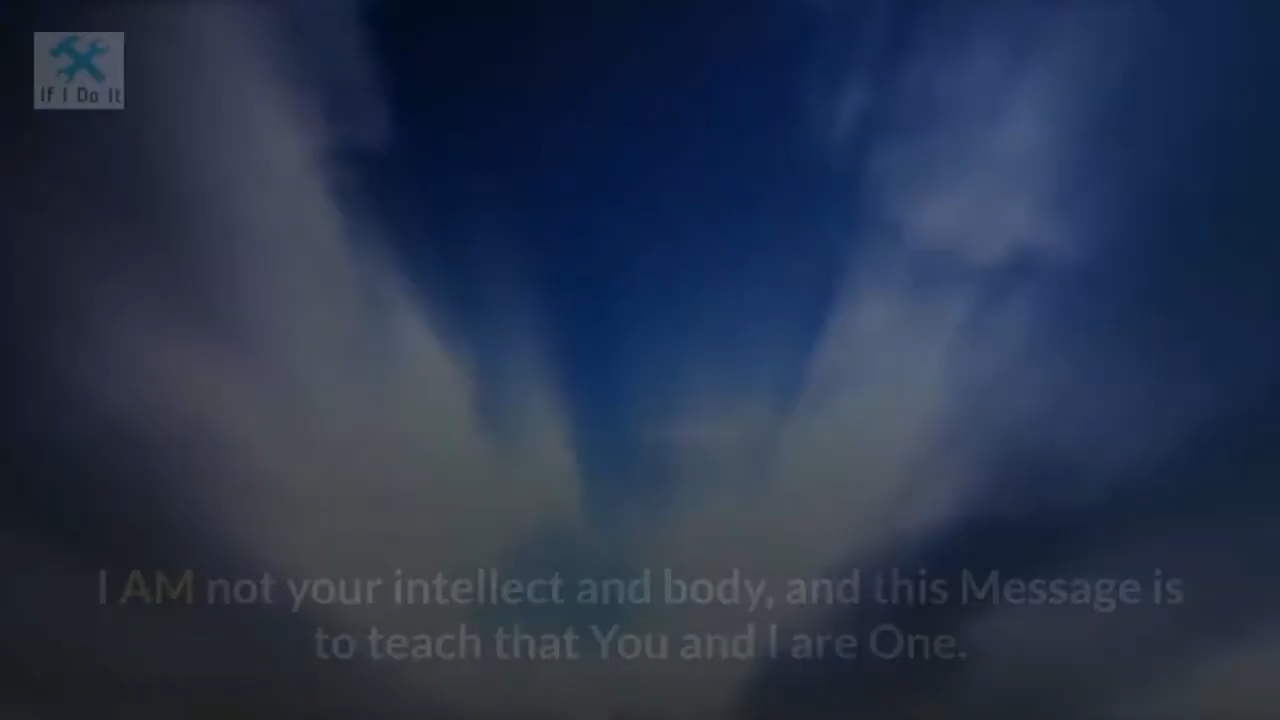 If I Do It
I AM not your intellect and body, and this Message is
to teach that You and I are One.